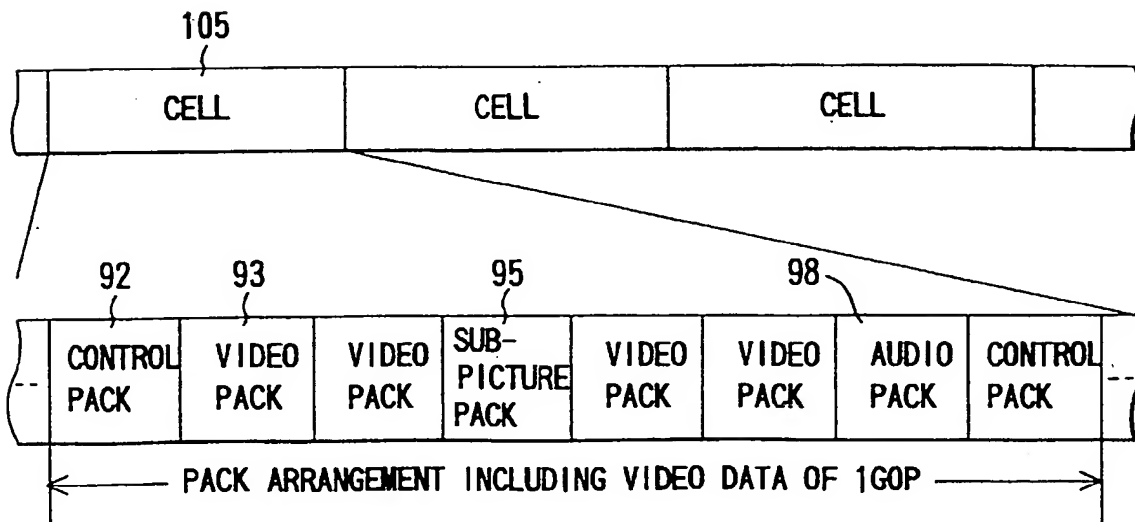 105
CELL CELL CELL
92 93 95 98
CONTROL PACK
VIDEO PACK
VIDEO PACK
SUB-PICTURE PACK
VIDEO PACK
VIDEO PACK
AUDIO PACK
CONTROL PACK
PACK ARRANGEMENT INCLUDING VIDEO DATA OF 1GOP